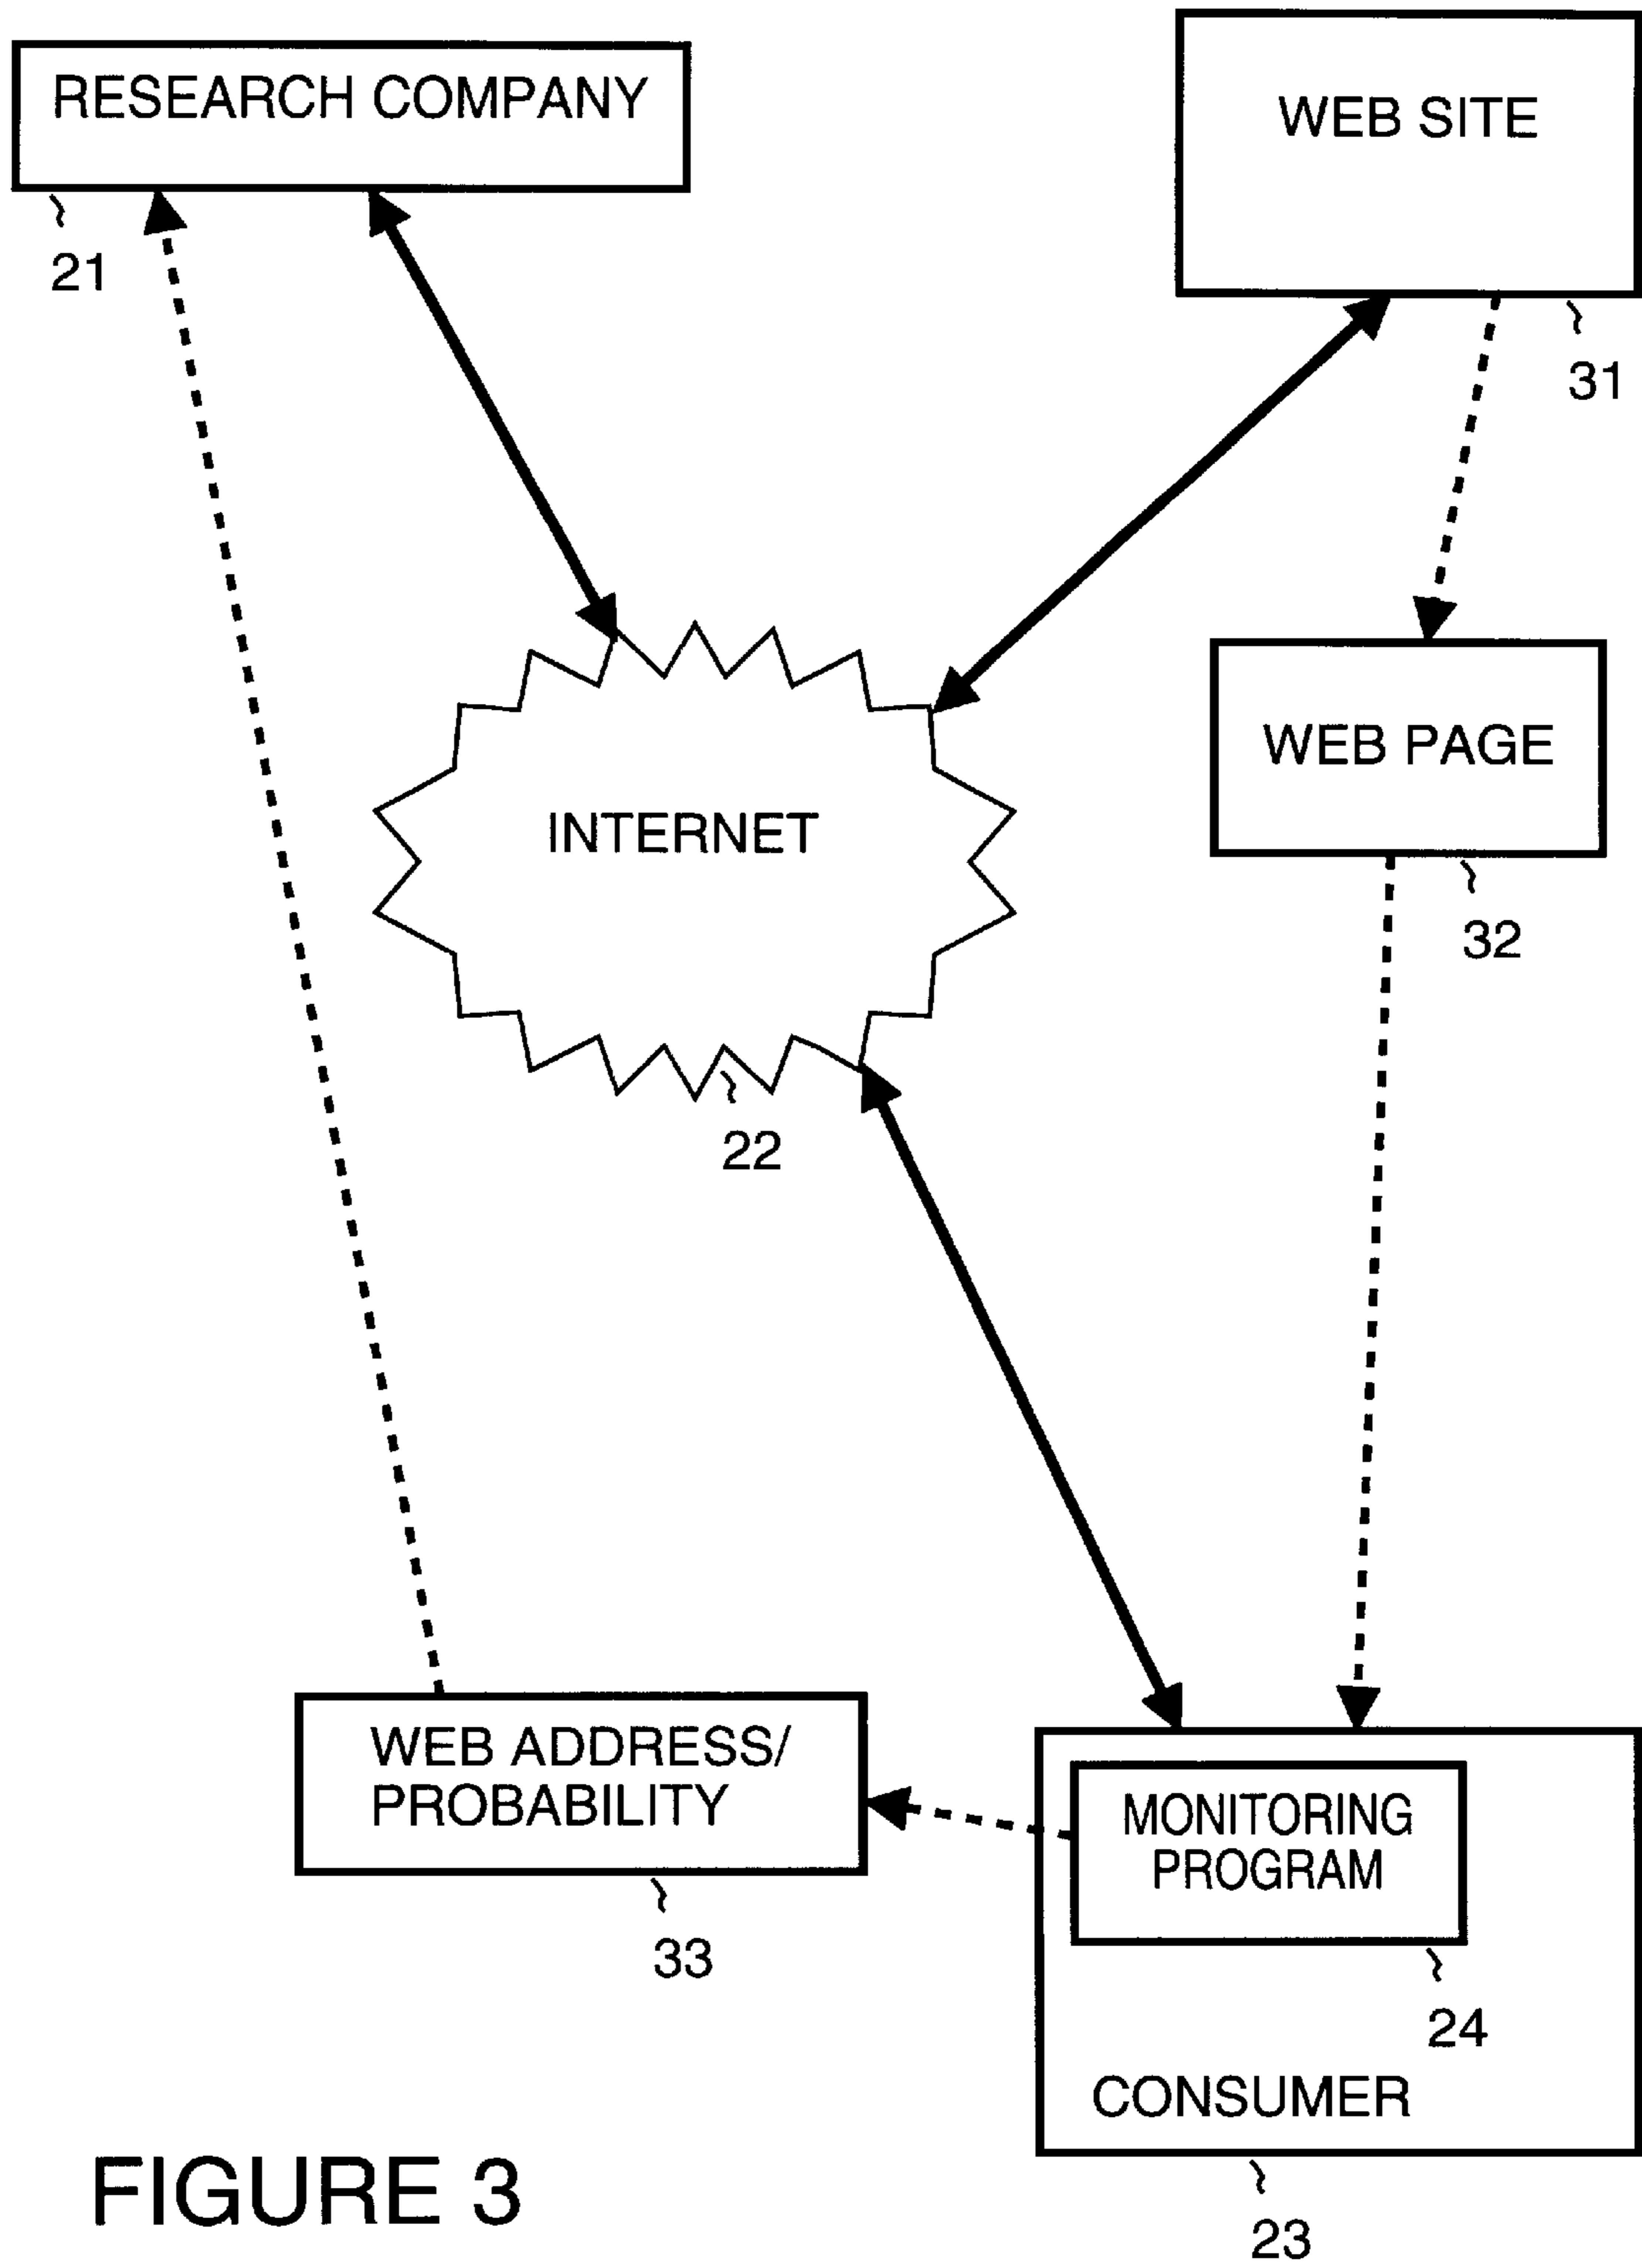 RESEARCH COMPANY
21
WEB SITE
31
WEB PAGE
32
INTERNET
22
WEB ADDRESS/
PROBABILITY
33
MONITORING
PROGRAM
24
CONSUMER
23
FIGURE 3